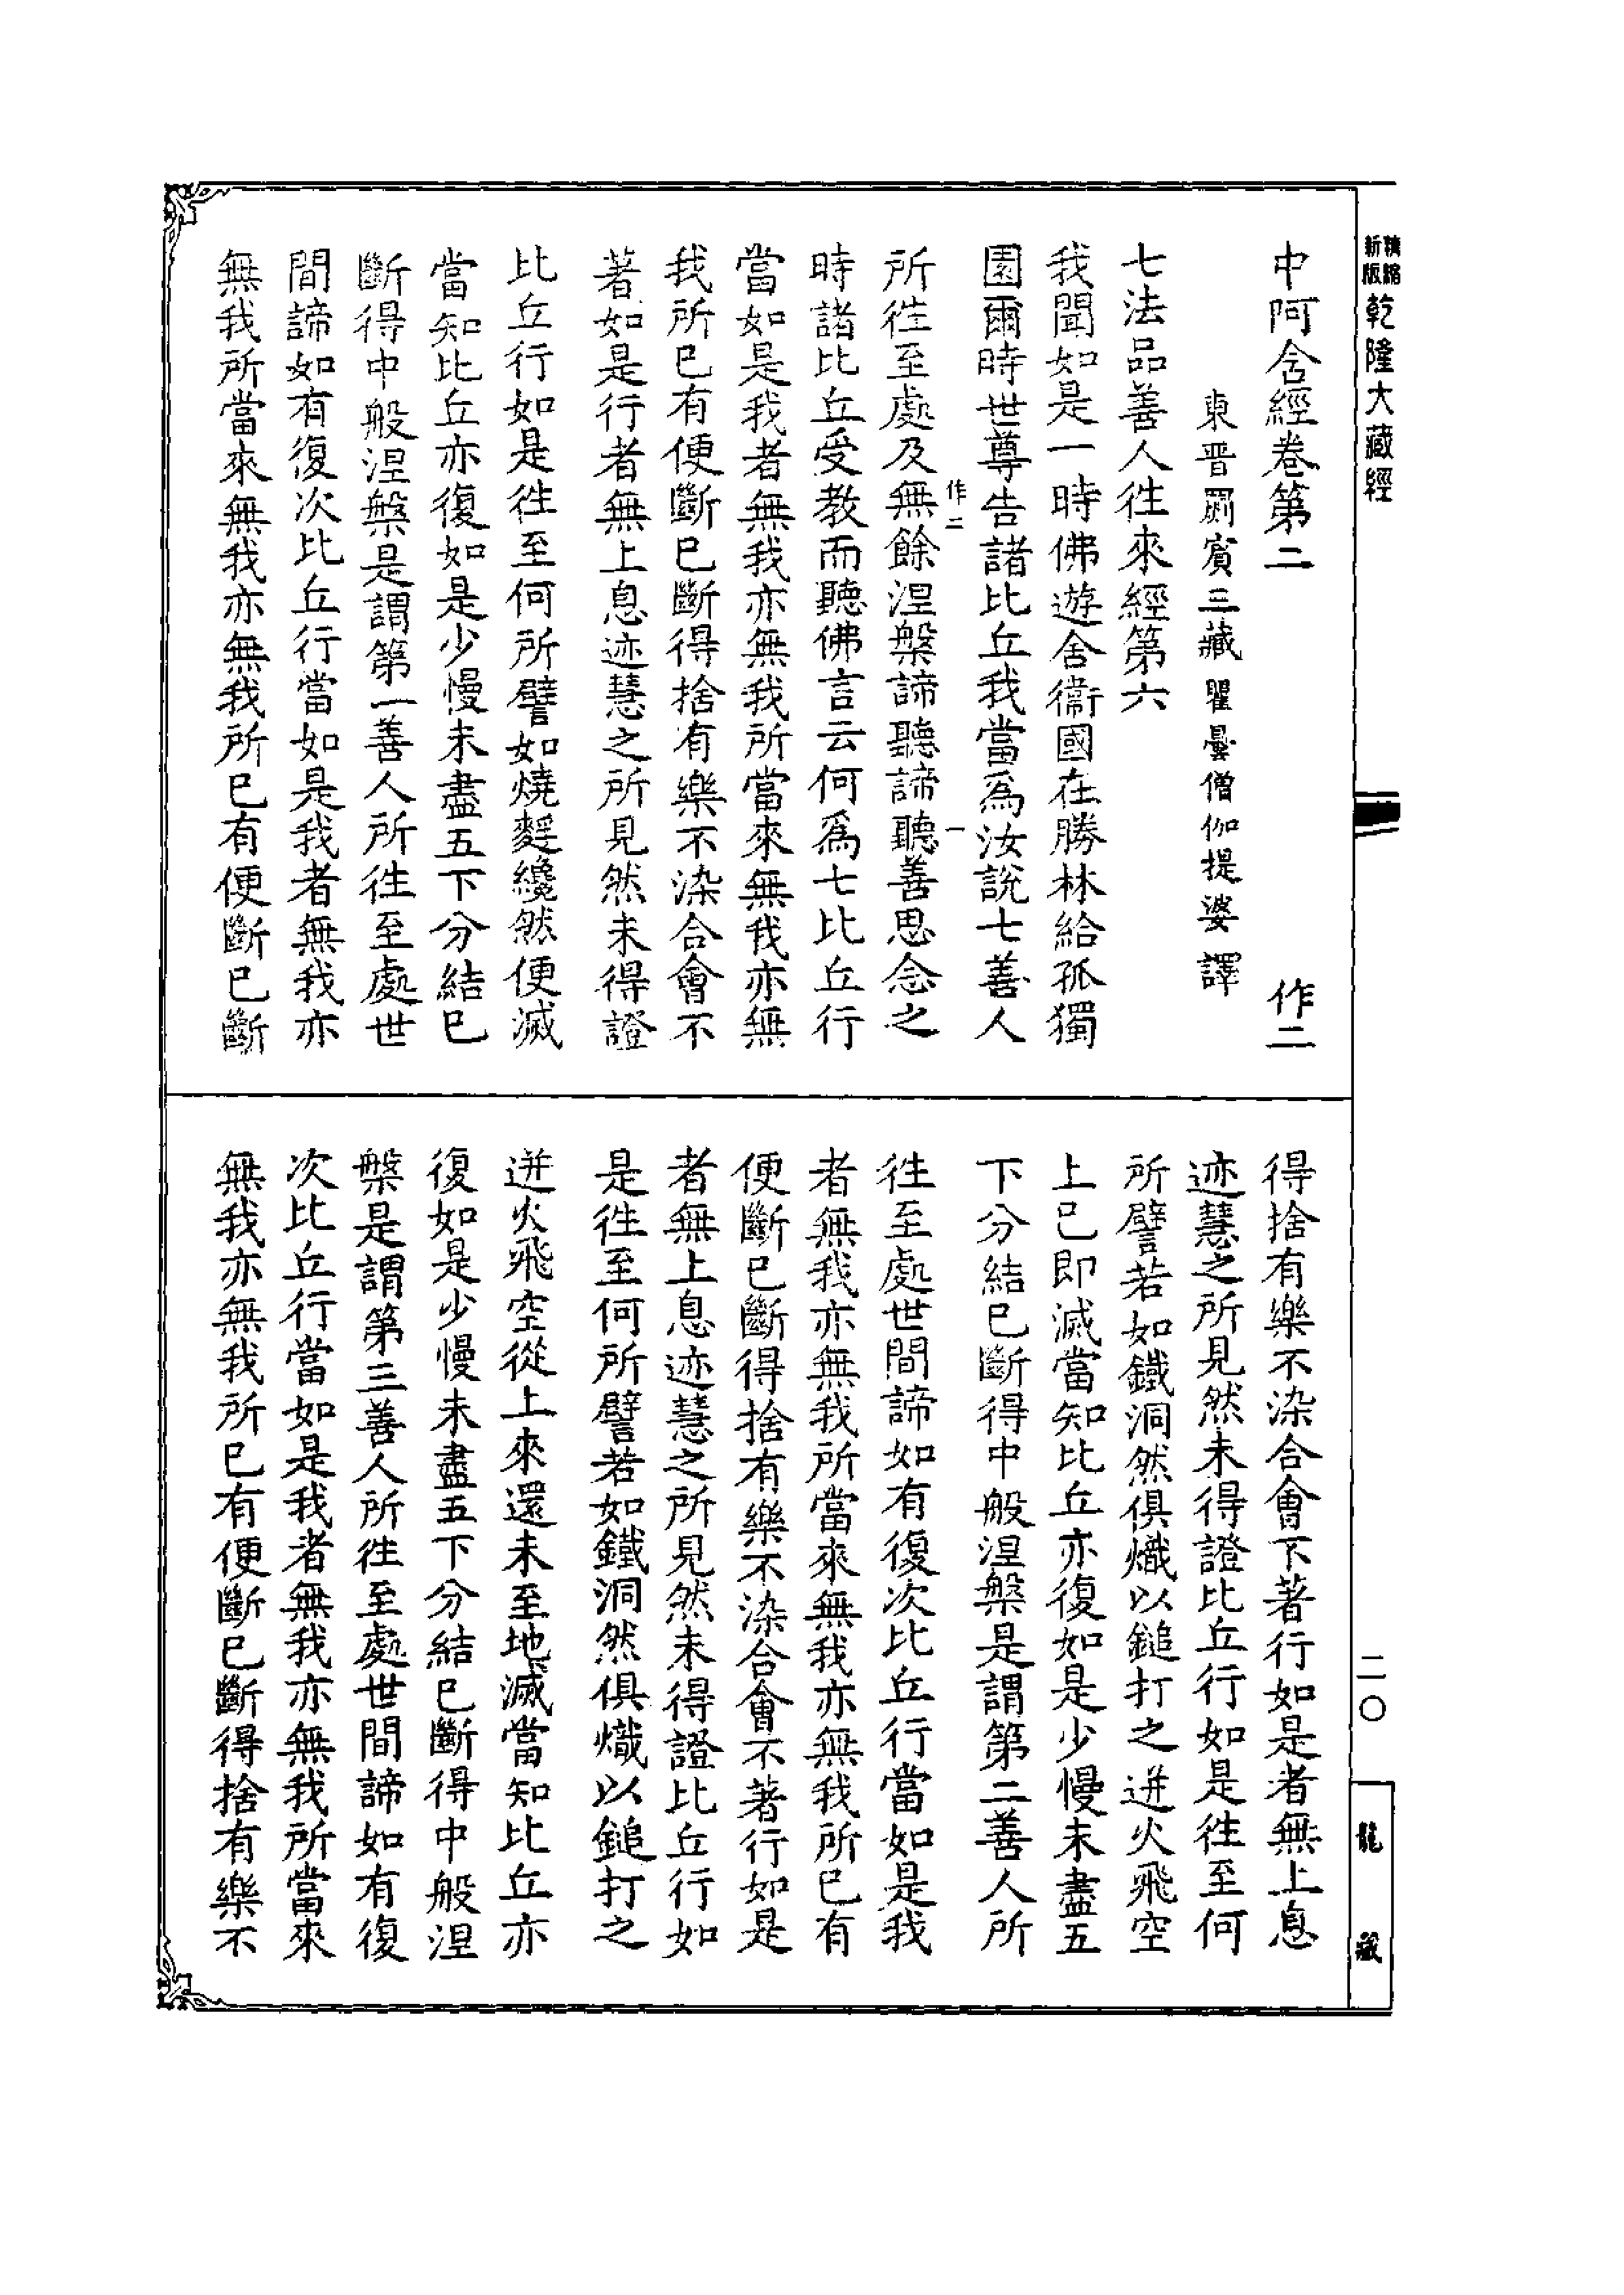 精縮新版乾隆大藏經
中阿含經卷第二 作二
東晉罽賓三藏瞿曇僧伽提婆譯
七法品善人往來經第六
我聞如是一時佛遊舍衞國在勝林給孤獨
園爾時世尊告諸比丘我當為汝說七善人
作二 一
所往至處及無餘涅槃諦聽諦聽善思念之
時諸比丘受教而聽佛言云何為七比丘行
當如是我者無我亦無我所當來無我亦無
我所已有便斷已斷得捨有樂不染合會不
著如是行者無上息迹慧之所見然未得證
比丘行如是往至何所譬如燒麩纔然便滅
當知比丘亦復如是少慢未盡五下分結已
斷得中般涅槃是謂第一善人所往至處世
間諦如有復次比丘行當如是我者無我亦
無我所當來無我亦無我所已有便斷已斷
得捨有樂不染合會不著行如是者無上息
迹慧之所見然未得證比丘行如是往至何
所譬若如鐵洞然俱熾以鎚打之迸火飛空
上已即滅當知比丘亦復如是少慢未盡五
下分結已斷得中般涅槃是謂第二善人所
往至處世間諦如有復次比丘行當如是我
者無我亦無我所當來無我亦無我所已有
便斷已斷得捨有樂不染合會不著行如是
者無上息迹慧之所見然未得證比丘行如
是往至何所譬若如鐵洞然俱熾以鎚打之
迸火飛空從上來還未至地滅當知比丘亦
復如是少慢未盡五下分結已斷得中般涅
槃是謂第三善人所往至處世間諦如有復
次比丘行當如是我者無我亦無我所當來
無我亦無我所已有便斷已斷得捨有樂不
二〇
龍藏